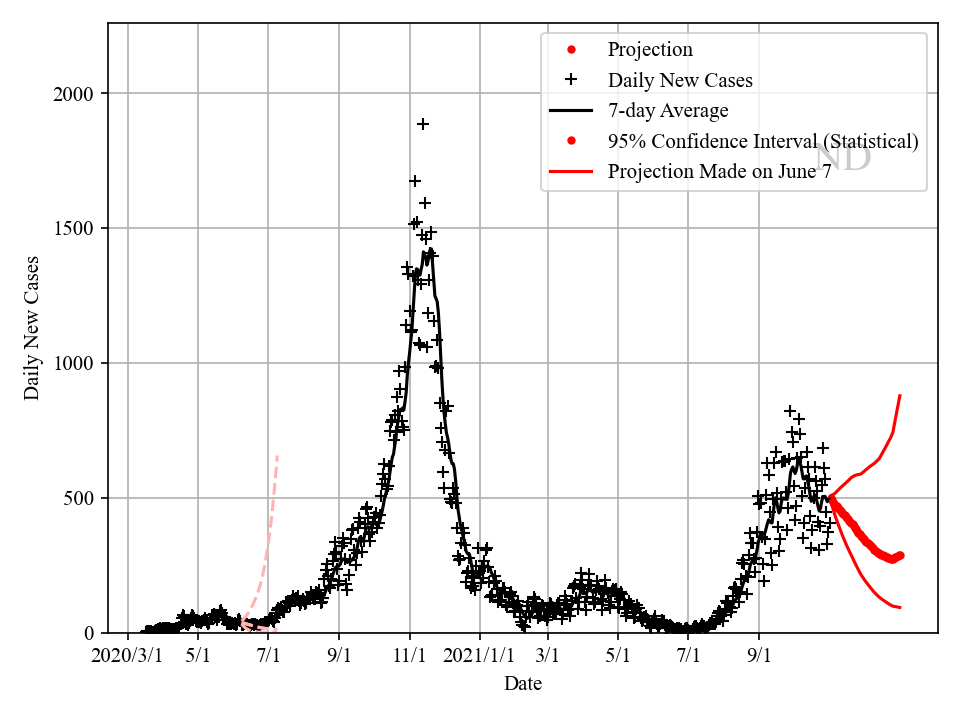 Projection
Daily New Cases
7-day Average
95% Confidence Interval (Statistical)
Projection Made on June 7
ND
2000
1500
1000
500
0
Daily New Cases
2020/3/1 5/1 7/1 9/1 11/1 2021/1/1 3/1 5/1 7/1 9/1
Date